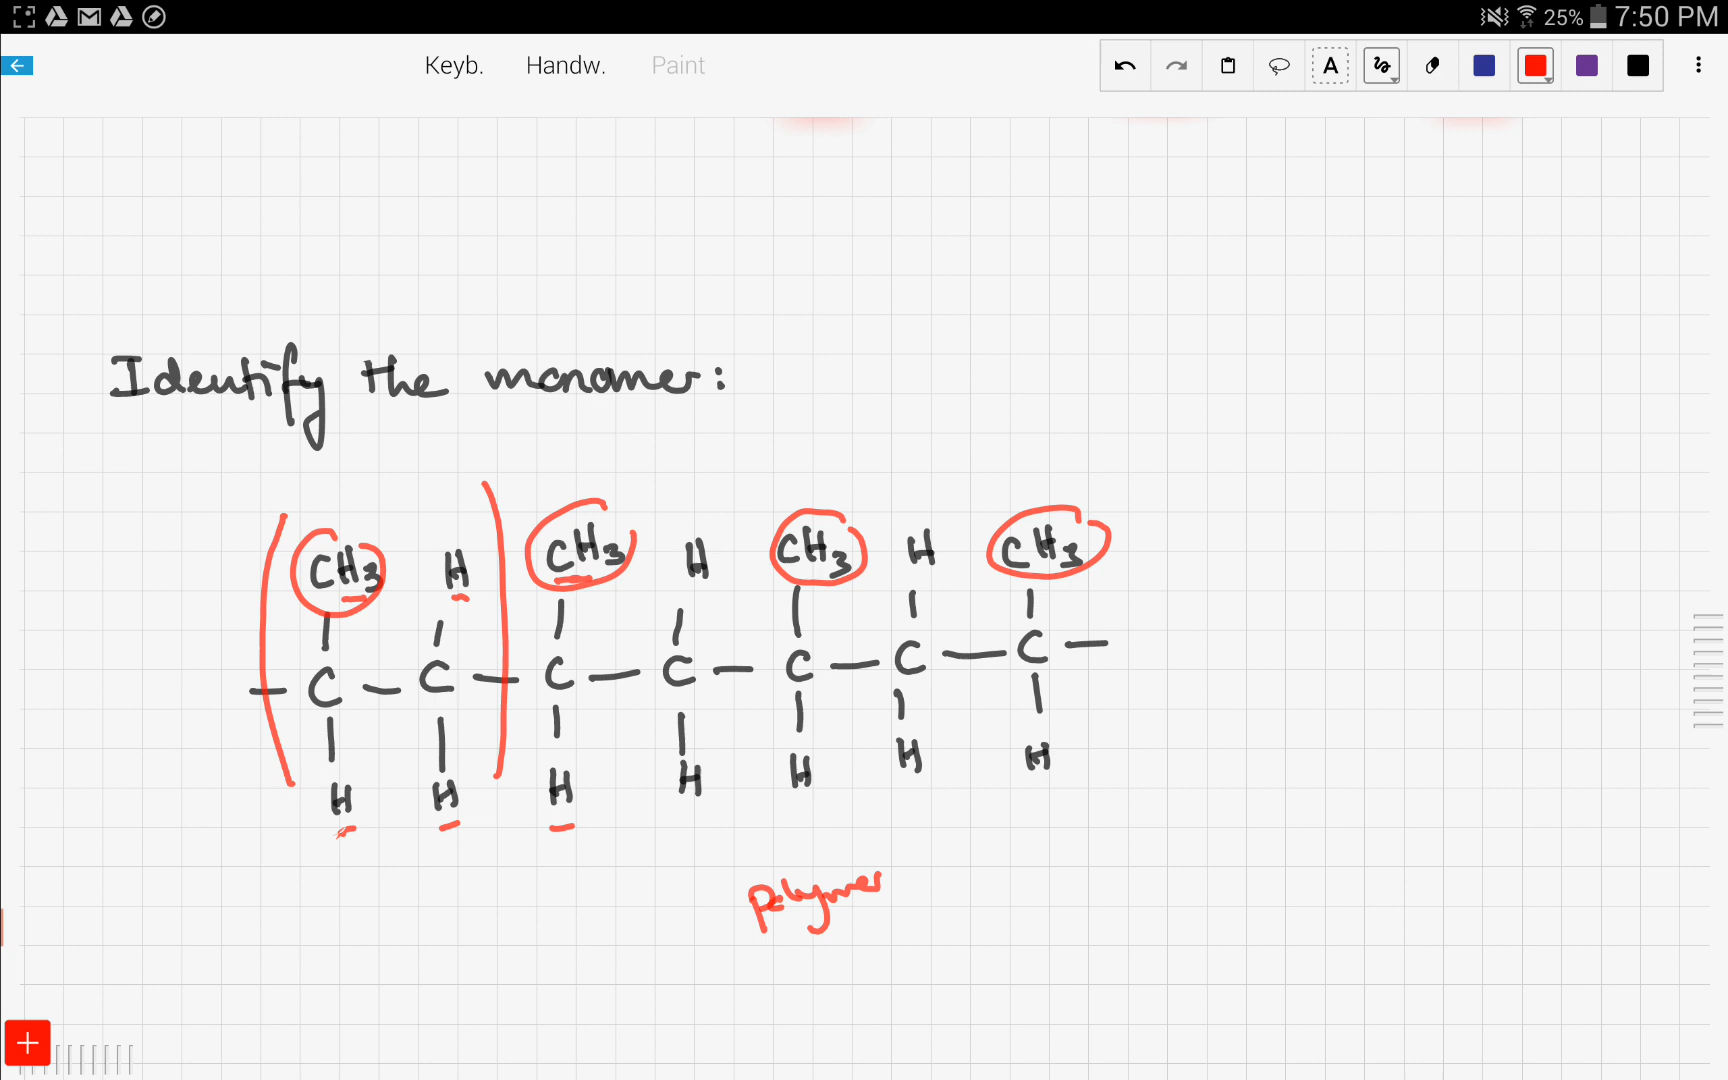 25% 7:50 PM
Keyb. Handw. Paint
A
Identify the monomer:
CH3 H CH3 H CH3 H CH3
— C — C — C — C — C — C — C —
H H H H H H H
Polymer